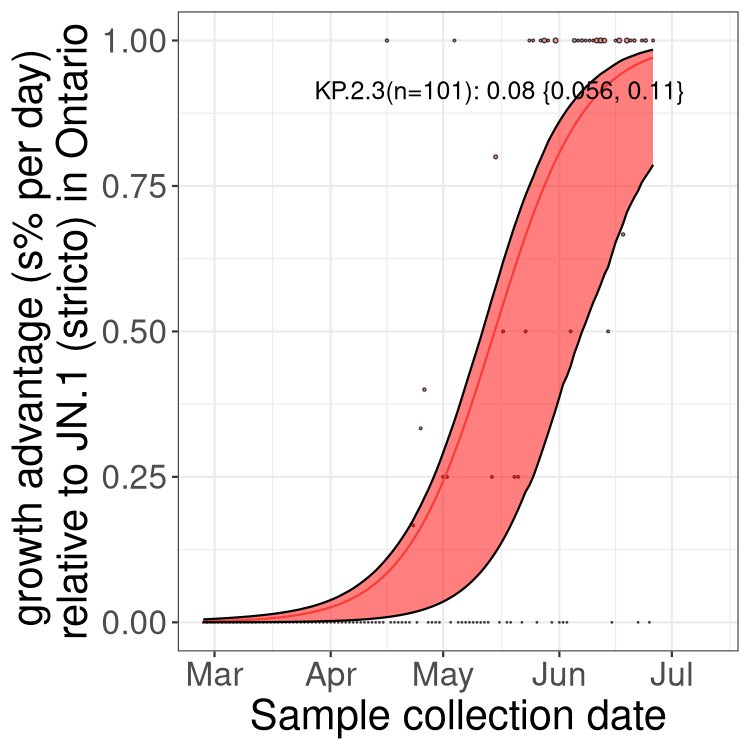 growth advantage (s% per day)
relative to JN.1 (stricto) in Ontario
1.00
0.75
0.50
0.25
0.00
KP.2.3(n=101): 0.08 {0.056, 0.11}
Mar Apr May Jun Jul
Sample collection date